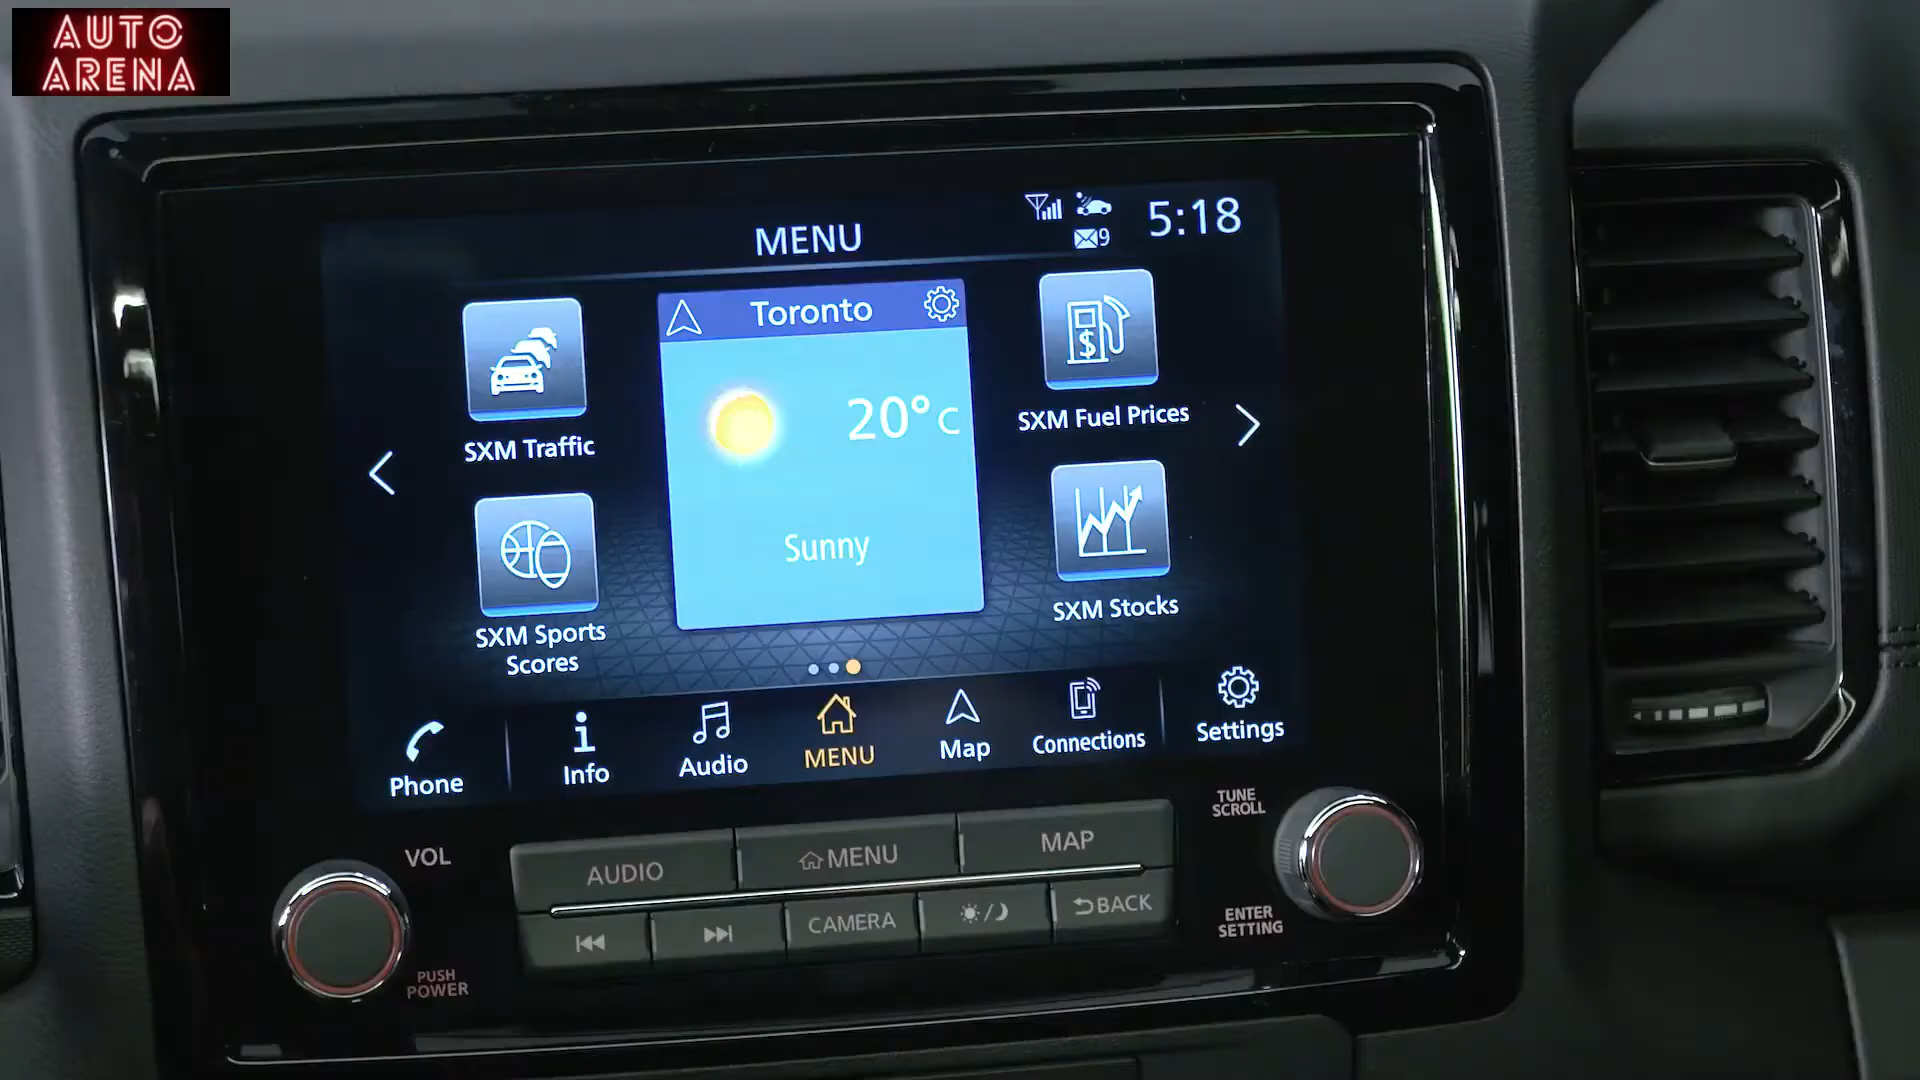 AUTO
ARENA
MENU
9
5:18
Toronto
20°C
Sunny
SXM Traffic
SXM Sports
Scores
$
SXM Fuel Prices
SXM Stocks
Phone
Info
Audio
MENU
Map
Connections
Settings
VOL
PUSH
POWER
AUDIO
MENU
MAP
CAMERA
BACK
TUNE
SCROLL
ENTER
SETTING